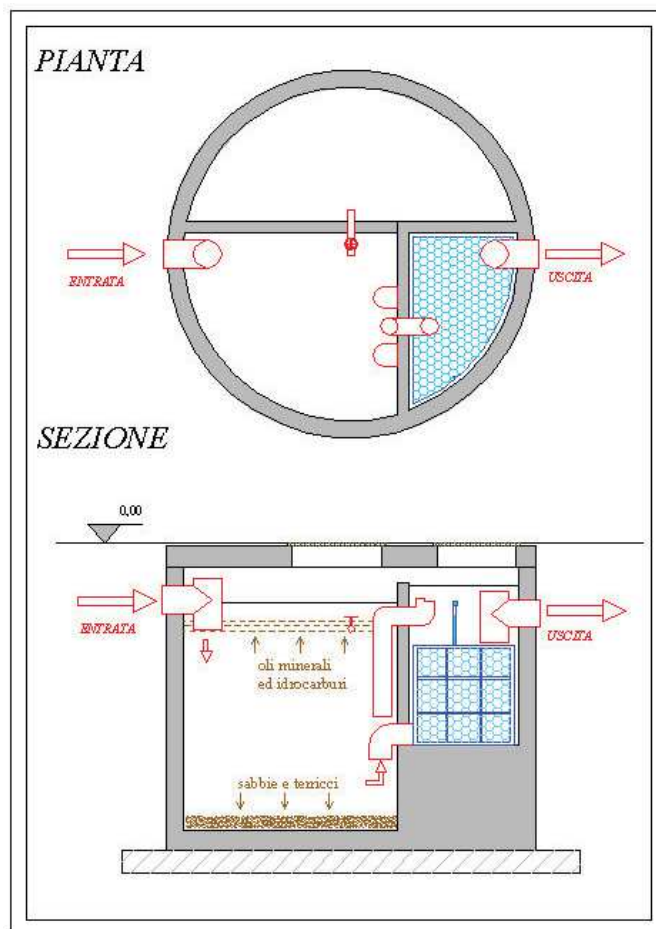 PIANTA
ENTRATA
USCITA
SEZIONE
0,00
ENTRATA
USCITA
oli minerali
ed idrocarburi
sabbie e terricci